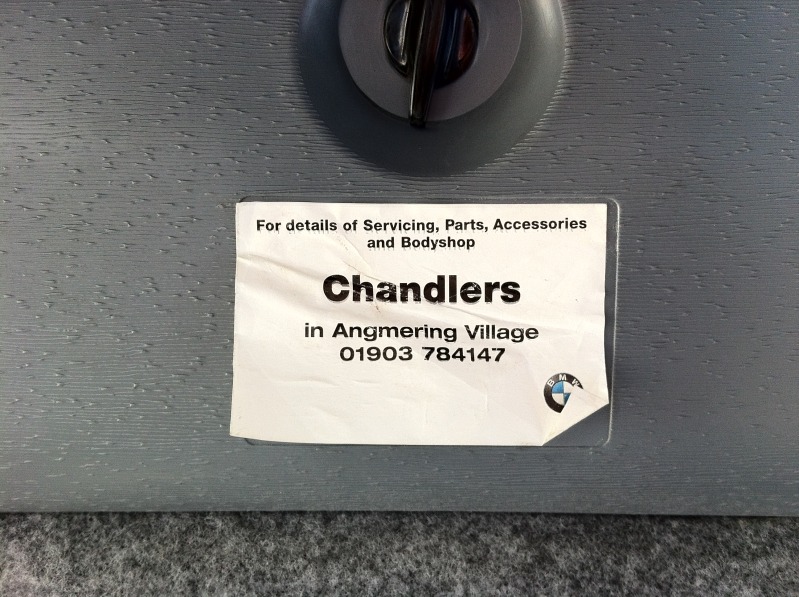 For details of Servicing, Parts, Accessories
and Bodyshop
Chandlers
in Angmering Village
01903 784147
BMW